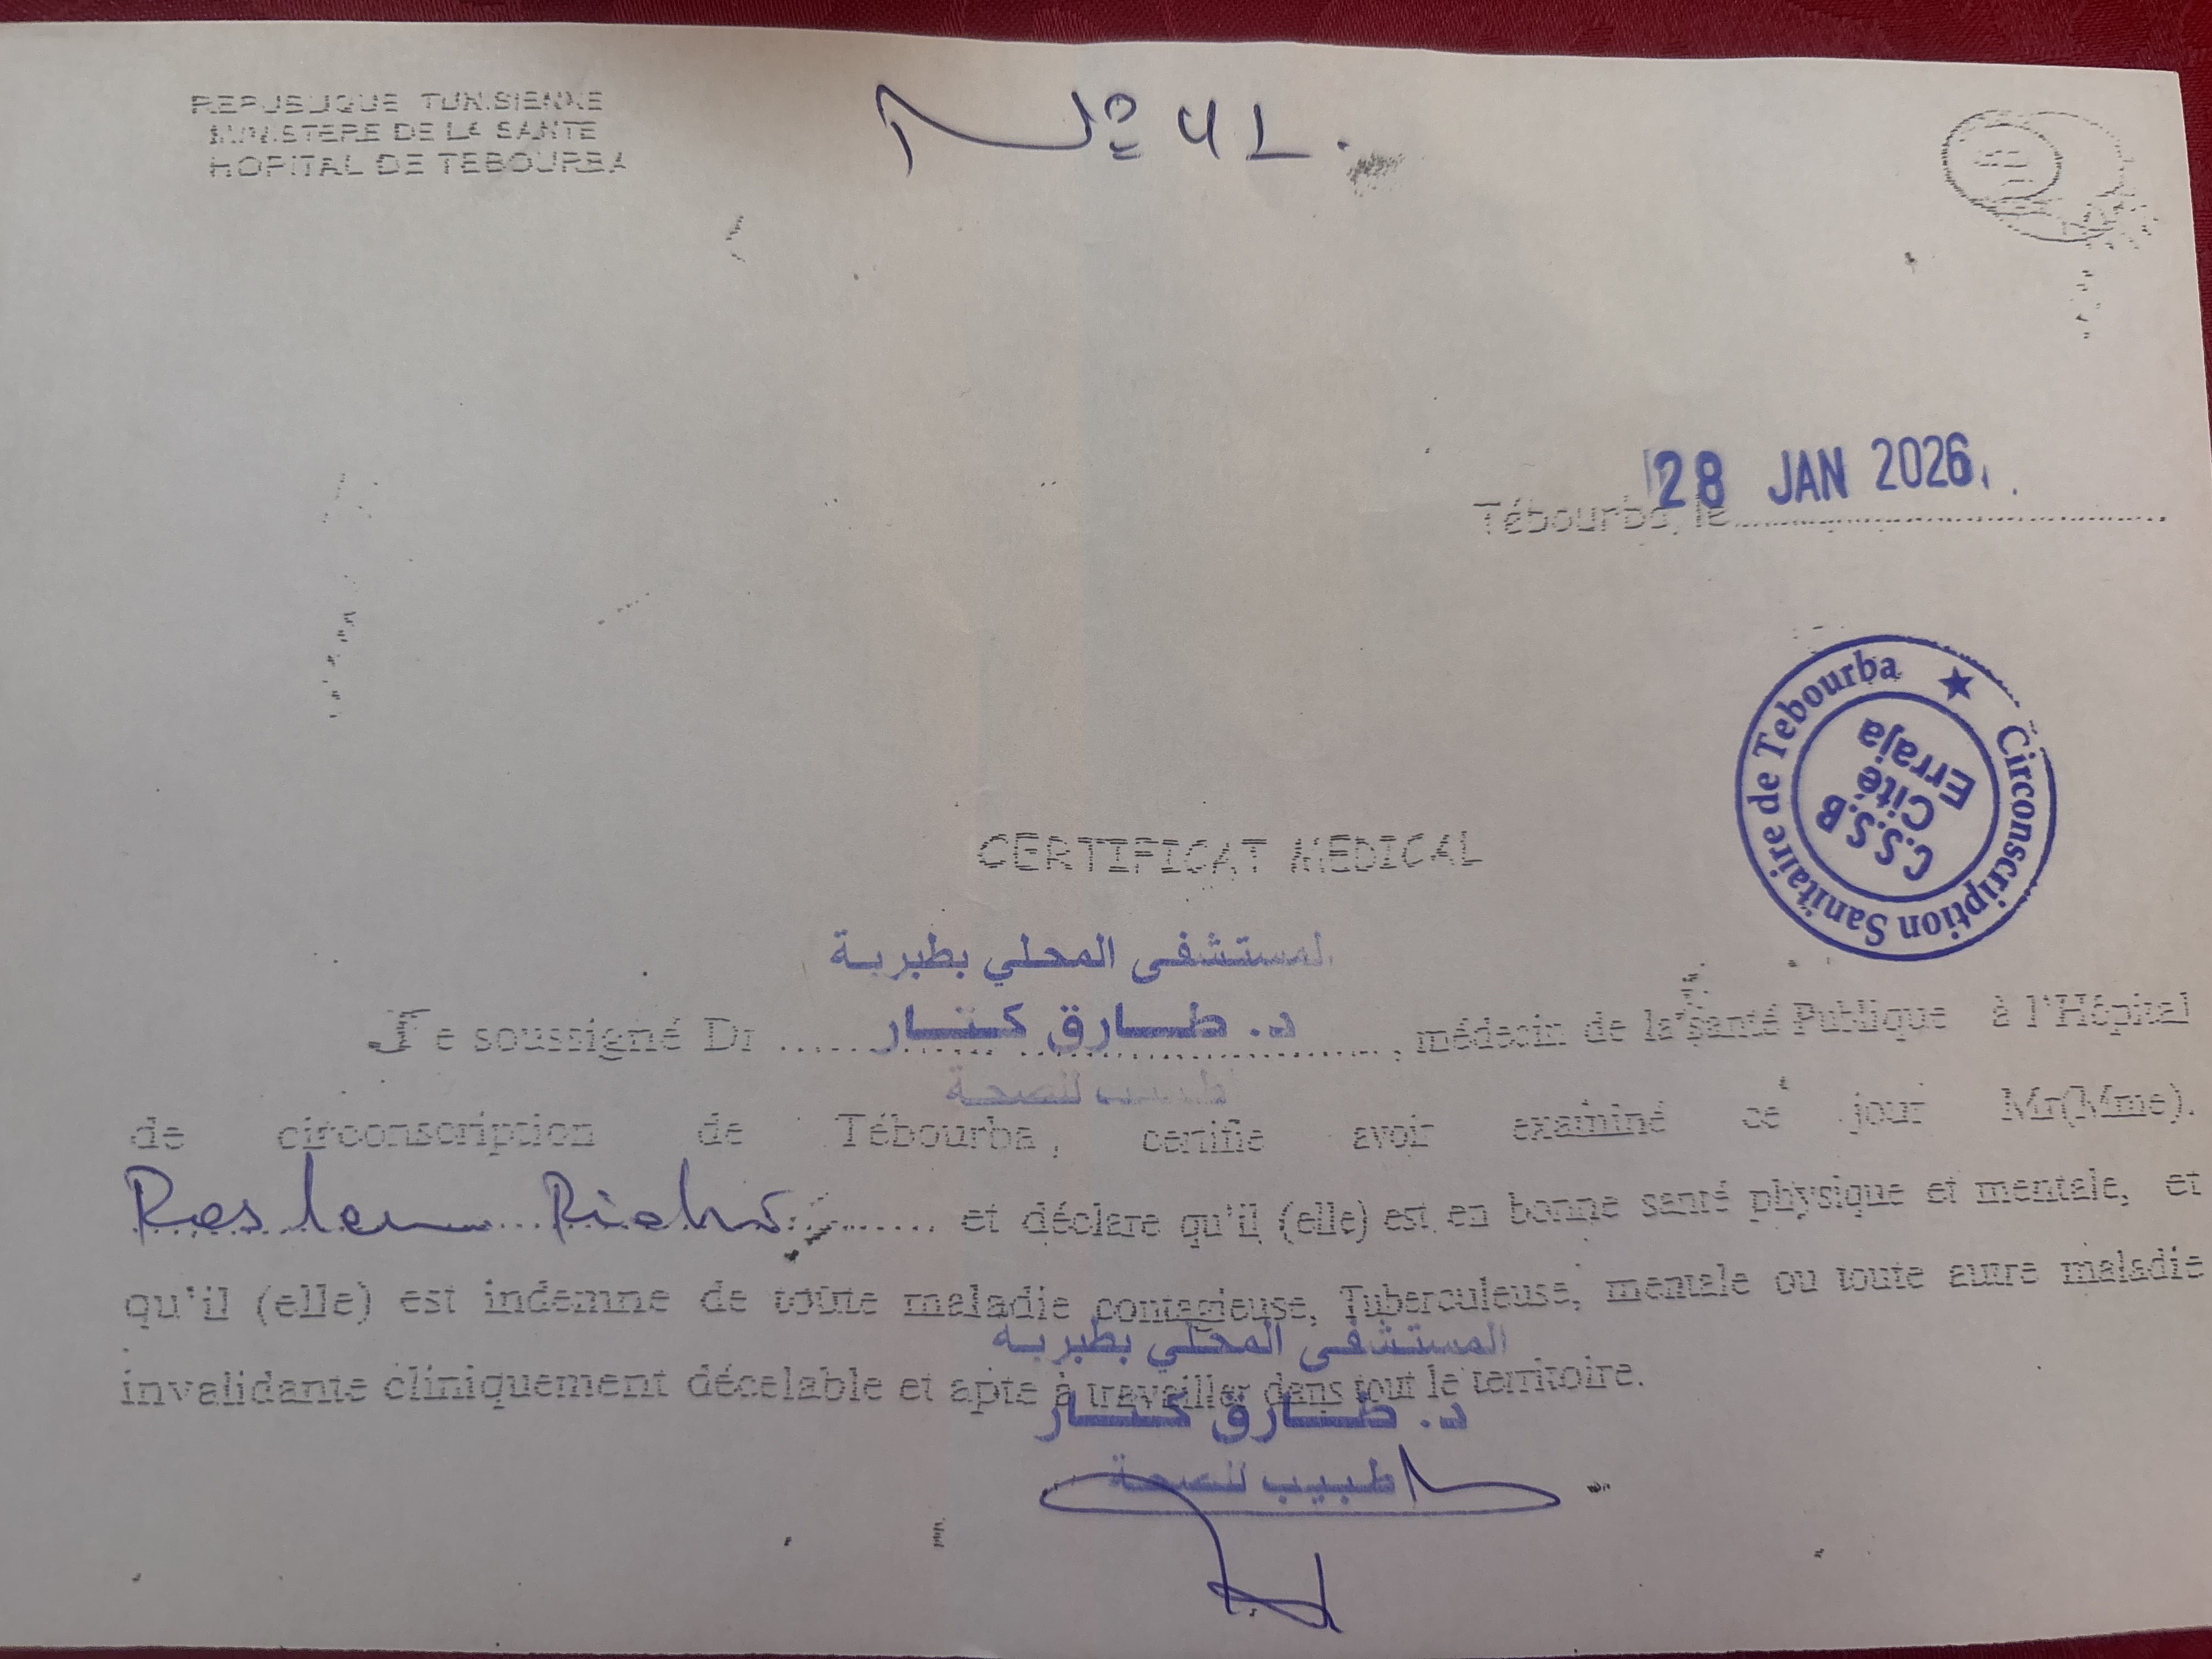 REPUBLIQUE TUNISIENNE
MINISTERE DE LA SANTE
HOPITAL DE TEBOURBA
N° 41.
28 JAN 2026
Tébourba, le
Circonscription Sanitaire de Tebourba ★
C.S.S.B
Cité
Erraja
CERTIFICAT MEDICAL
لمستشفى المحلي بطبربة
د. طارق كنار
طبيب للصحة
Je soussigné Dr ........................, médecin de la santé Publique à l'Hôpital
de circonscription de Tébourba, certifie avoir examiné ce jour Mr(Mme).
Reslen ........ et déclare qu'il (elle) est en bonne santé physique et mentale, et
qu'il (elle) est indemne de toute maladie contagieuse, Tuberculeuse, mentale ou toute autre maladie
invalidante cliniquement décelable et apte à travailler dans tout le territoire.
المستشفى المحلي بطبربة
د. طارق كنار
طبيب للصحة